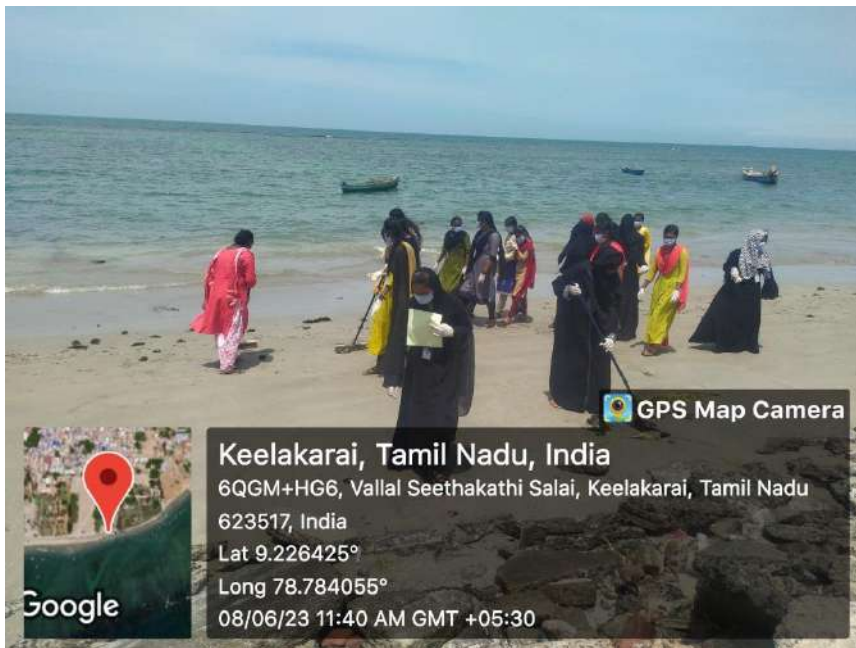 GPS Map Camera
Keelakarai, Tamil Nadu, India
6QGM+HG6, Vallal Seethakathi Salai, Keelakarai, Tamil Nadu
623517, India
Lat 9.226425°
Long 78.784055°
08/06/23 11:40 AM GMT +05:30
Google